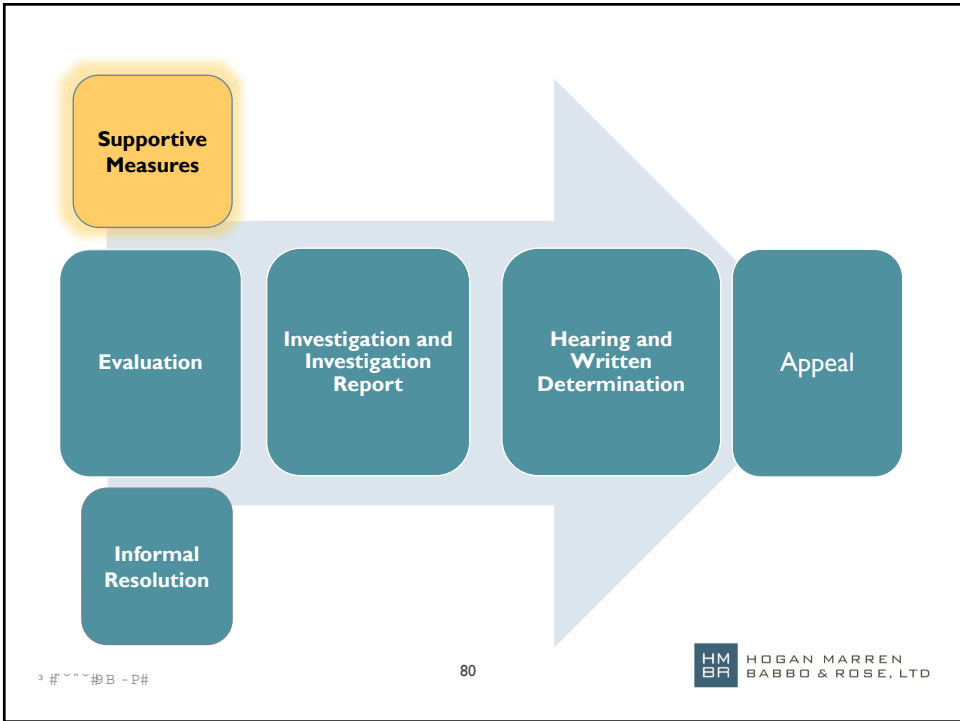 Supportive
Measures
Evaluation
Investigation and
Investigation
Report
Hearing and
Written
Determination
Appeal
Informal
Resolution
80
HM
BR
HOGAN MARREN
BABBO & ROSE, LTD